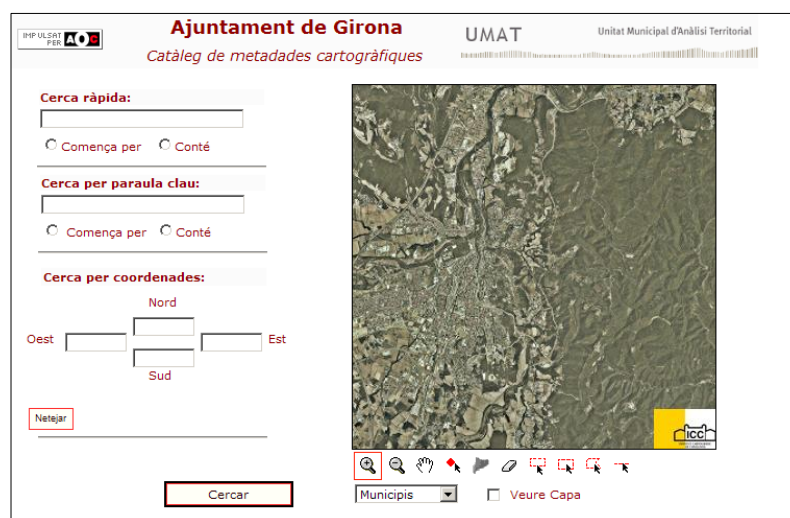 IMPULSAT
PER AOC
Ajuntament de Girona
Catàleg de metadades cartogràfiques
UMAT
Unitat Municipal d'Anàlisi Territorial
Cerca ràpida:
Comença per Conté
Cerca per paraula clau:
Comença per Conté
Cerca per coordenades:
Nord
Oest Est
Sud
Netejar
Cercar
ICC
Municipis Veure Capa